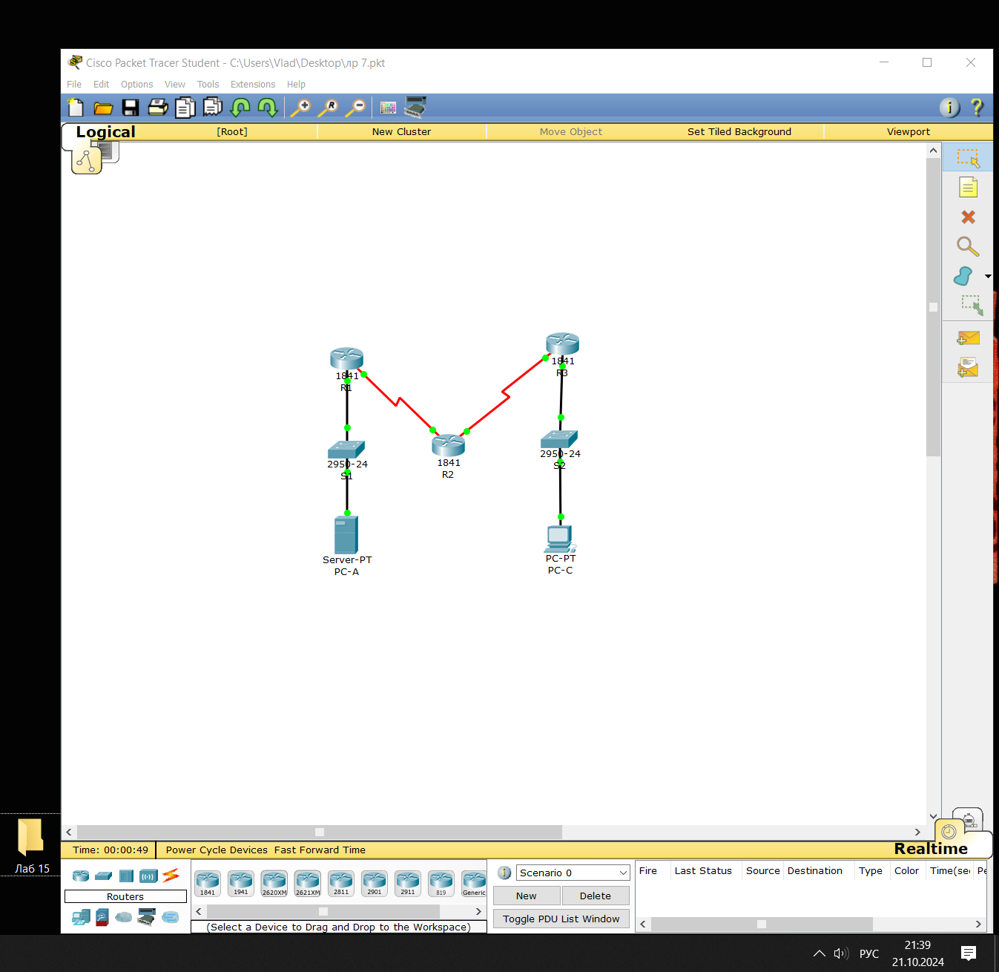 Cisco Packet Tracer Student - C:\Users\Vlad\Desktop\лр 7.pkt
File Edit Options View Tools Extensions Help
Logical [Root] New Cluster Move Object Set Tiled Background Viewport
1841
R1
1841
R3
1841
R2
2950-24
S1
2950-24
S2
Server-PT
PC-A
PC-PT
PC-C
Лаб 15
Time: 00:00:49 Power Cycle Devices Fast Forward Time Realtime
Routers
1841 1941 2620XM 2621XM 2811 2901 2911 819 Generic
(Select a Device to Drag and Drop to the Workspace)
Scenario 0
New Delete
Toggle PDU List Window
Fire Last Status Source Destination Type Color Time(se Pe
РУС
21:39
21.10.2024